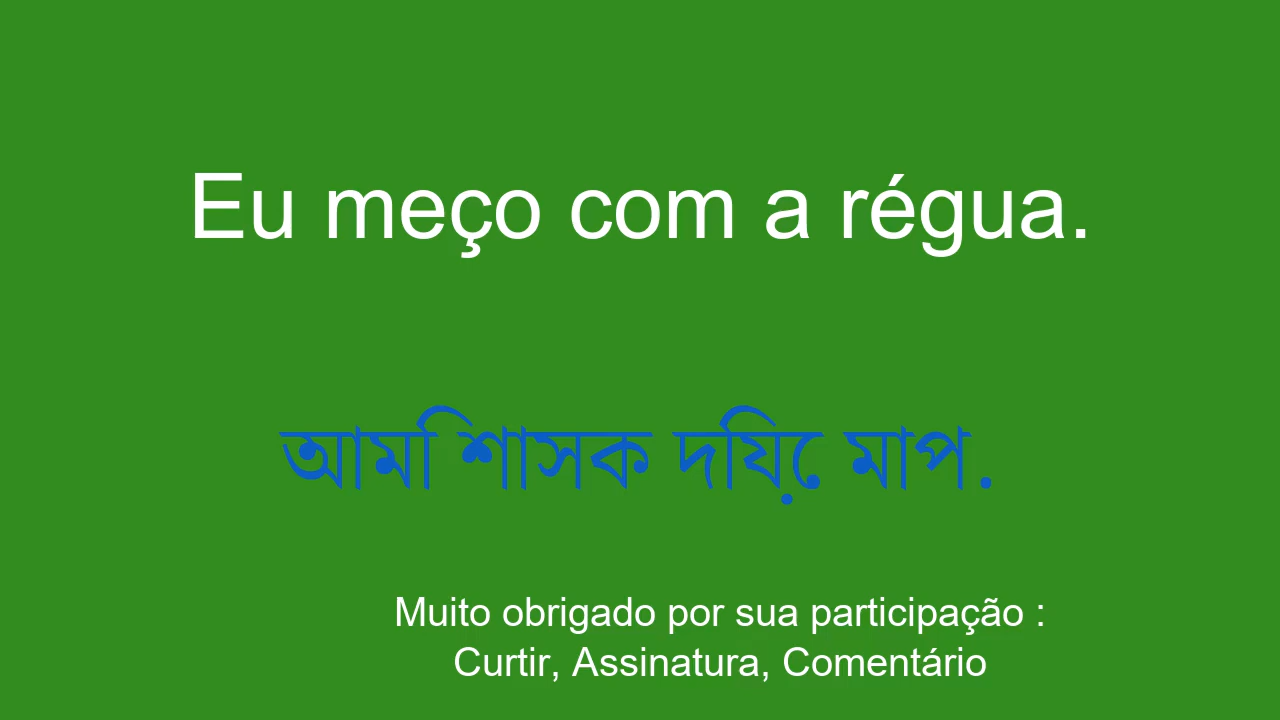 Eu meço com a régua.
আমি শাসক দিয়ে মাপ.
Muito obrigado por sua participação :
Curtir, Assinatura, Comentário